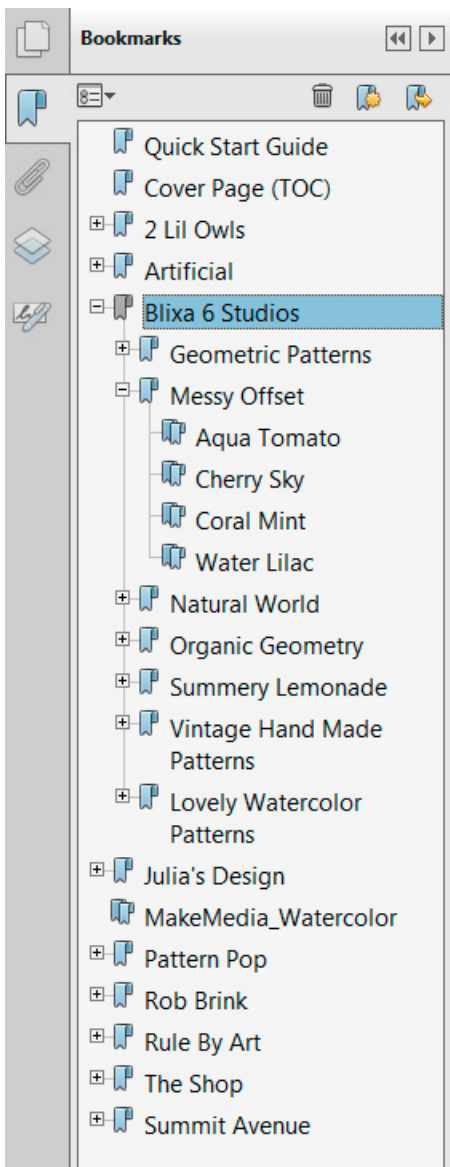 Bookmarks
Quick Start Guide
Cover Page (TOC)
2 Lil Owls
Artificial
Blixa 6 Studios
Geometric Patterns
Messy Offset
Aqua Tomato
Cherry Sky
Coral Mint
Water Lilac
Natural World
Organic Geometry
Summery Lemonade
Vintage Hand Made
Patterns
Lovely Watercolor
Patterns
Julia's Design
MakeMedia_Watercolor
Pattern Pop
Rob Brink
Rule By Art
The Shop
Summit Avenue